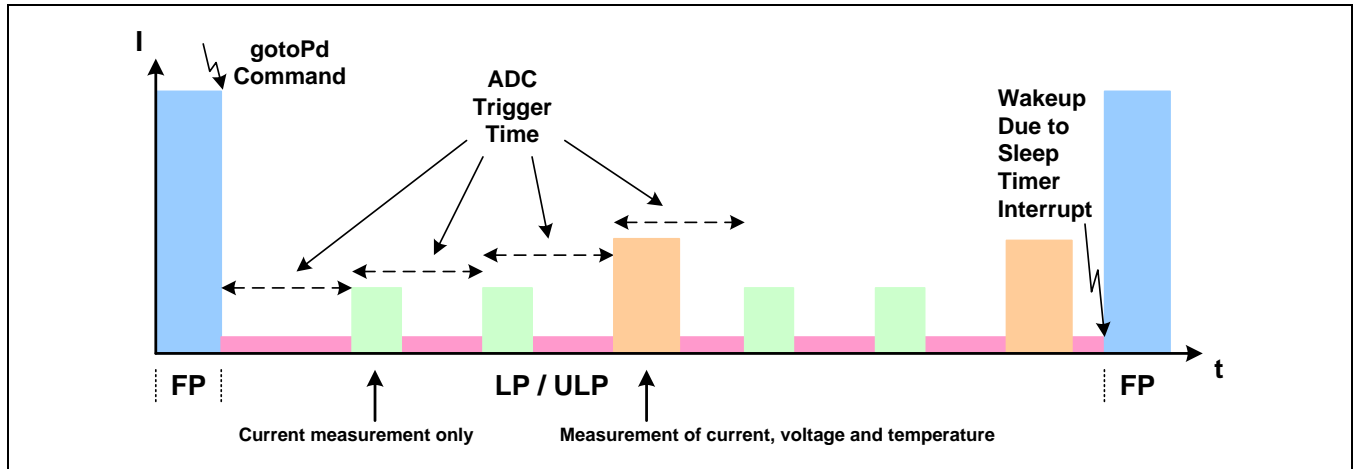 I
gotoPd
Command
ADC
Trigger
Time
Wakeup
Due to
Sleep
Timer
Interrupt
t
FP
LP / ULP
FP
Current measurement only
Measurement of current, voltage and temperature